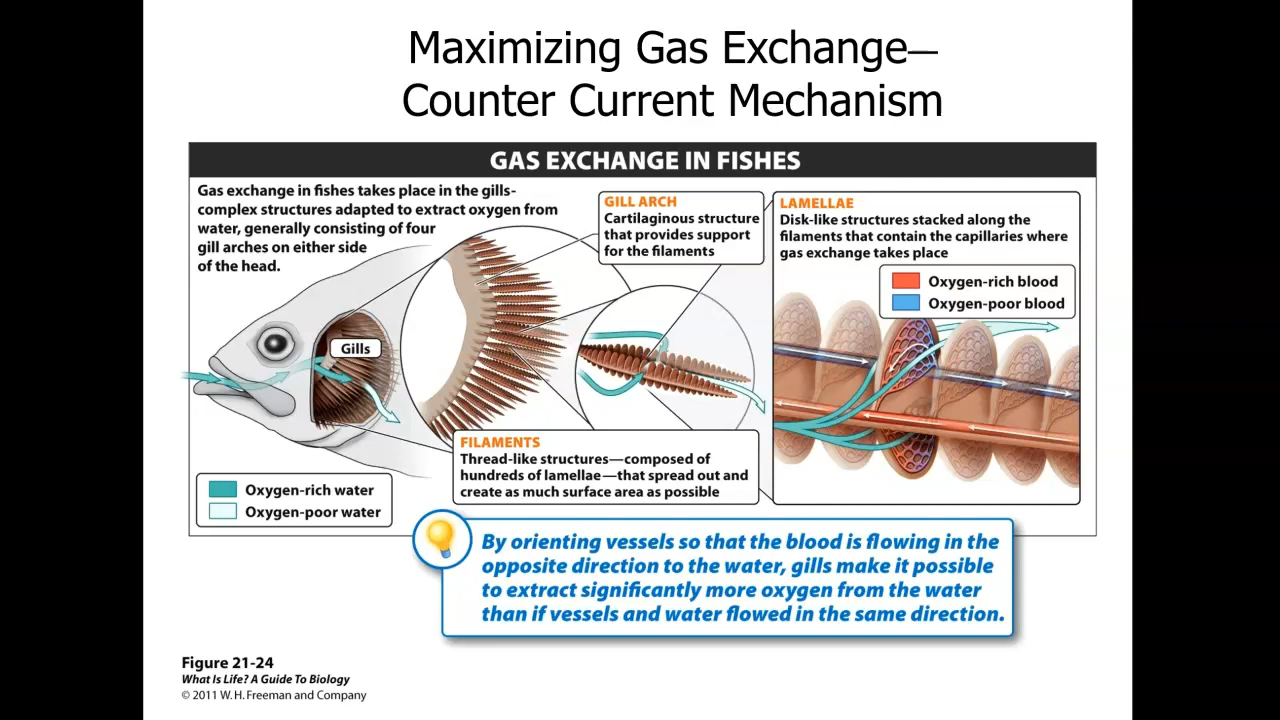 Maximizing Gas Exchange—
Counter Current Mechanism
GAS EXCHANGE IN FISHES
Gas exchange in fishes takes place in the gills-
complex structures adapted to extract oxygen from
water, generally consisting of four
gill arches on either side
of the head.
GILL ARCH
Cartilaginous structure
that provides support
for the filaments
LAMELLAE
Disk-like structures stacked along the
filaments that contain the capillaries where
gas exchange takes place
Oxygen-rich blood
Oxygen-poor blood
Gills
FILAMENTS
Thread-like structures—composed of
hundreds of lamellae—that spread out and
create as much surface area as possible
Oxygen-rich water
Oxygen-poor water
By orienting vessels so that the blood is flowing in the
opposite direction to the water, gills make it possible
to extract significantly more oxygen from the water
than if vessels and water flowed in the same direction.
Figure 21-24
What Is Life? A Guide To Biology
© 2011 W. H. Freeman and Company